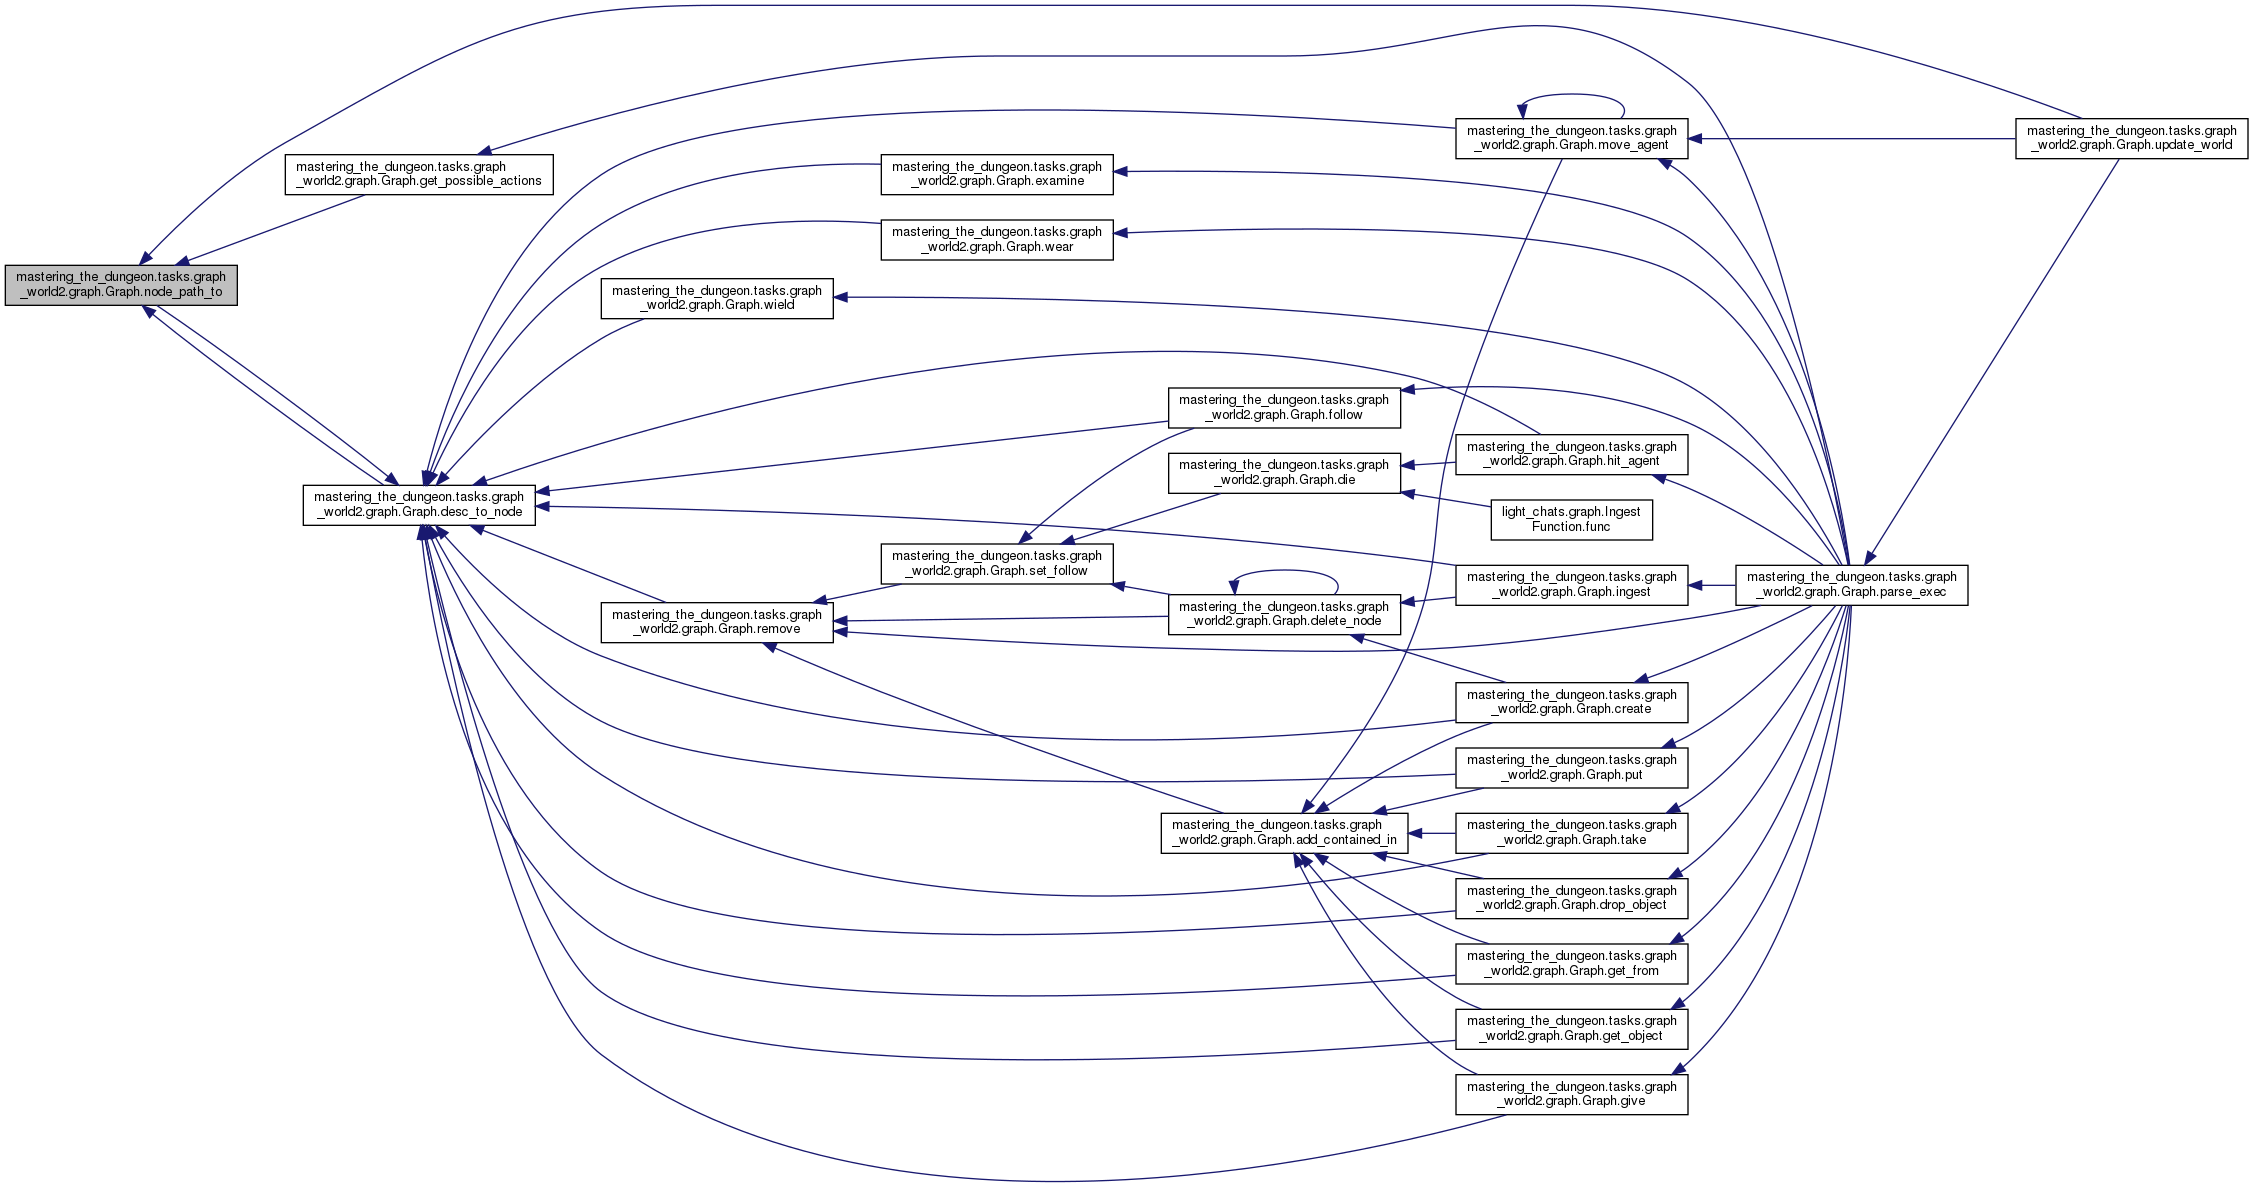 mastering_the_dungeon.tasks.graph
_world2.graph.Graph.node_path_to
mastering_the_dungeon.tasks.graph
_world2.graph.Graph.get_possible_actions
mastering_the_dungeon.tasks.graph
_world2.graph.Graph.desc_to_node
mastering_the_dungeon.tasks.graph
_world2.graph.Graph.wield
mastering_the_dungeon.tasks.graph
_world2.graph.Graph.remove
mastering_the_dungeon.tasks.graph
_world2.graph.Graph.examine
mastering_the_dungeon.tasks.graph
_world2.graph.Graph.wear
mastering_the_dungeon.tasks.graph
_world2.graph.Graph.set_follow
mastering_the_dungeon.tasks.graph
_world2.graph.Graph.follow
mastering_the_dungeon.tasks.graph
_world2.graph.Graph.die
mastering_the_dungeon.tasks.graph
_world2.graph.Graph.delete_node
mastering_the_dungeon.tasks.graph
_world2.graph.Graph.add_contained_in
mastering_the_dungeon.tasks.graph
_world2.graph.Graph.move_agent
mastering_the_dungeon.tasks.graph
_world2.graph.Graph.hit_agent
light_chats.graph.Ingest
Function.func
mastering_the_dungeon.tasks.graph
_world2.graph.Graph.ingest
mastering_the_dungeon.tasks.graph
_world2.graph.Graph.create
mastering_the_dungeon.tasks.graph
_world2.graph.Graph.put
mastering_the_dungeon.tasks.graph
_world2.graph.Graph.take
mastering_the_dungeon.tasks.graph
_world2.graph.Graph.drop_object
mastering_the_dungeon.tasks.graph
_world2.graph.Graph.get_from
mastering_the_dungeon.tasks.graph
_world2.graph.Graph.get_object
mastering_the_dungeon.tasks.graph
_world2.graph.Graph.give
mastering_the_dungeon.tasks.graph
_world2.graph.Graph.parse_exec
mastering_the_dungeon.tasks.graph
_world2.graph.Graph.update_world